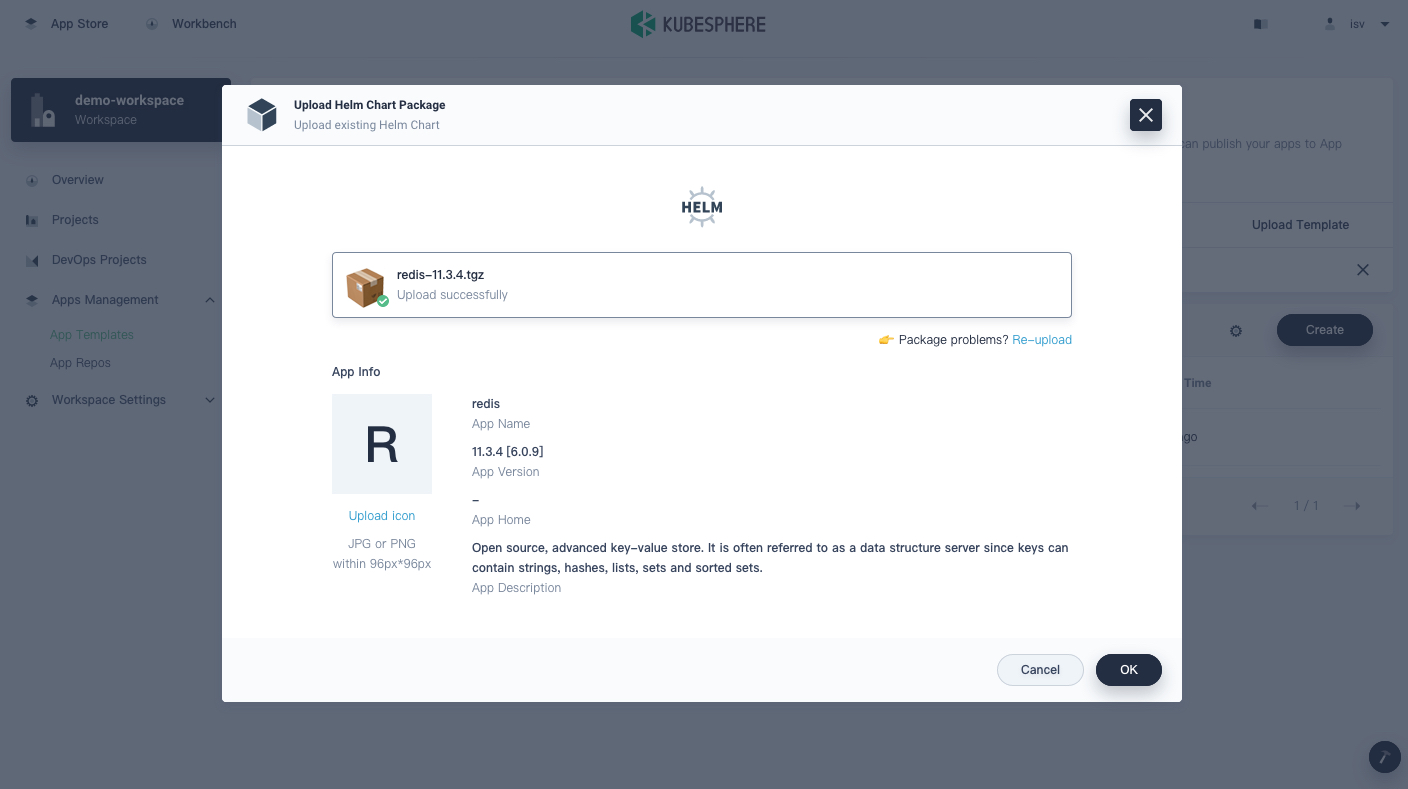 App Store
Workbench
KUBESPHERE
isv
demo-workspace
Workspace
Overview
Projects
DevOps Projects
Apps Management
App Templates
App Repos
Workspace Settings
can publish your apps to App
Upload Template
Create
Time
1 / 1
Upload Helm Chart Package
Upload existing Helm Chart
HELM
redis-11.3.4.tgz
Upload successfully
👉 Package problems? Re-upload
App Info
R
Upload icon
JPG or PNG
within 96px*96px
redis
App Name
11.3.4 [6.0.9]
App Version
-
App Home
Open source, advanced key-value store. It is often referred to as a data structure server since keys can
contain strings, hashes, lists, sets and sorted sets.
App Description
Cancel
OK